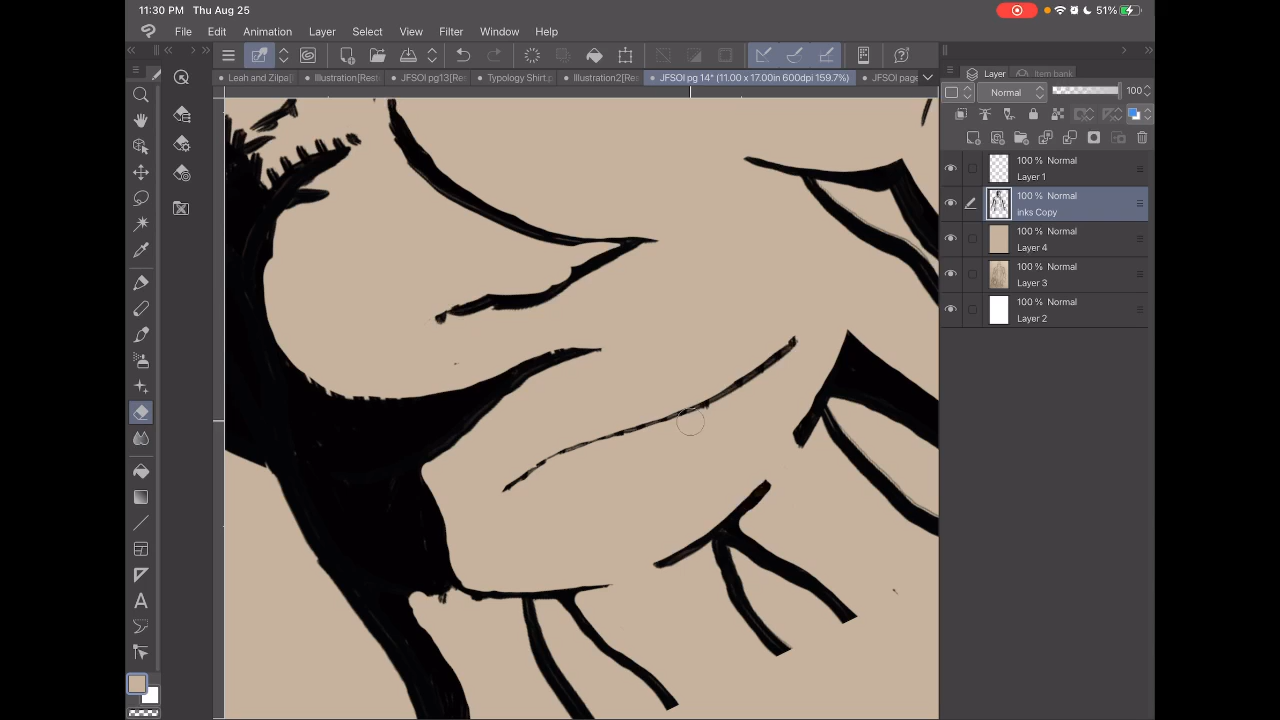 11:30 PM Thu Aug 25
51%
File Edit Animation Layer Select View Filter Window Help
Leah and Zilpa[ Illustration[Rest JFSOI pg13[Re: Typology Shirt.p Illustration2[Res JFSOI pg 14* (11.00 x 17.00in 600dpi 159.7%) JFSOI page
Layer Item bank
Normal 100
100 % Normal
Layer 1
100 % Normal
inks Copy
100 % Normal
Layer 4
100 % Normal
Layer 3
100 % Normal
Layer 2
A